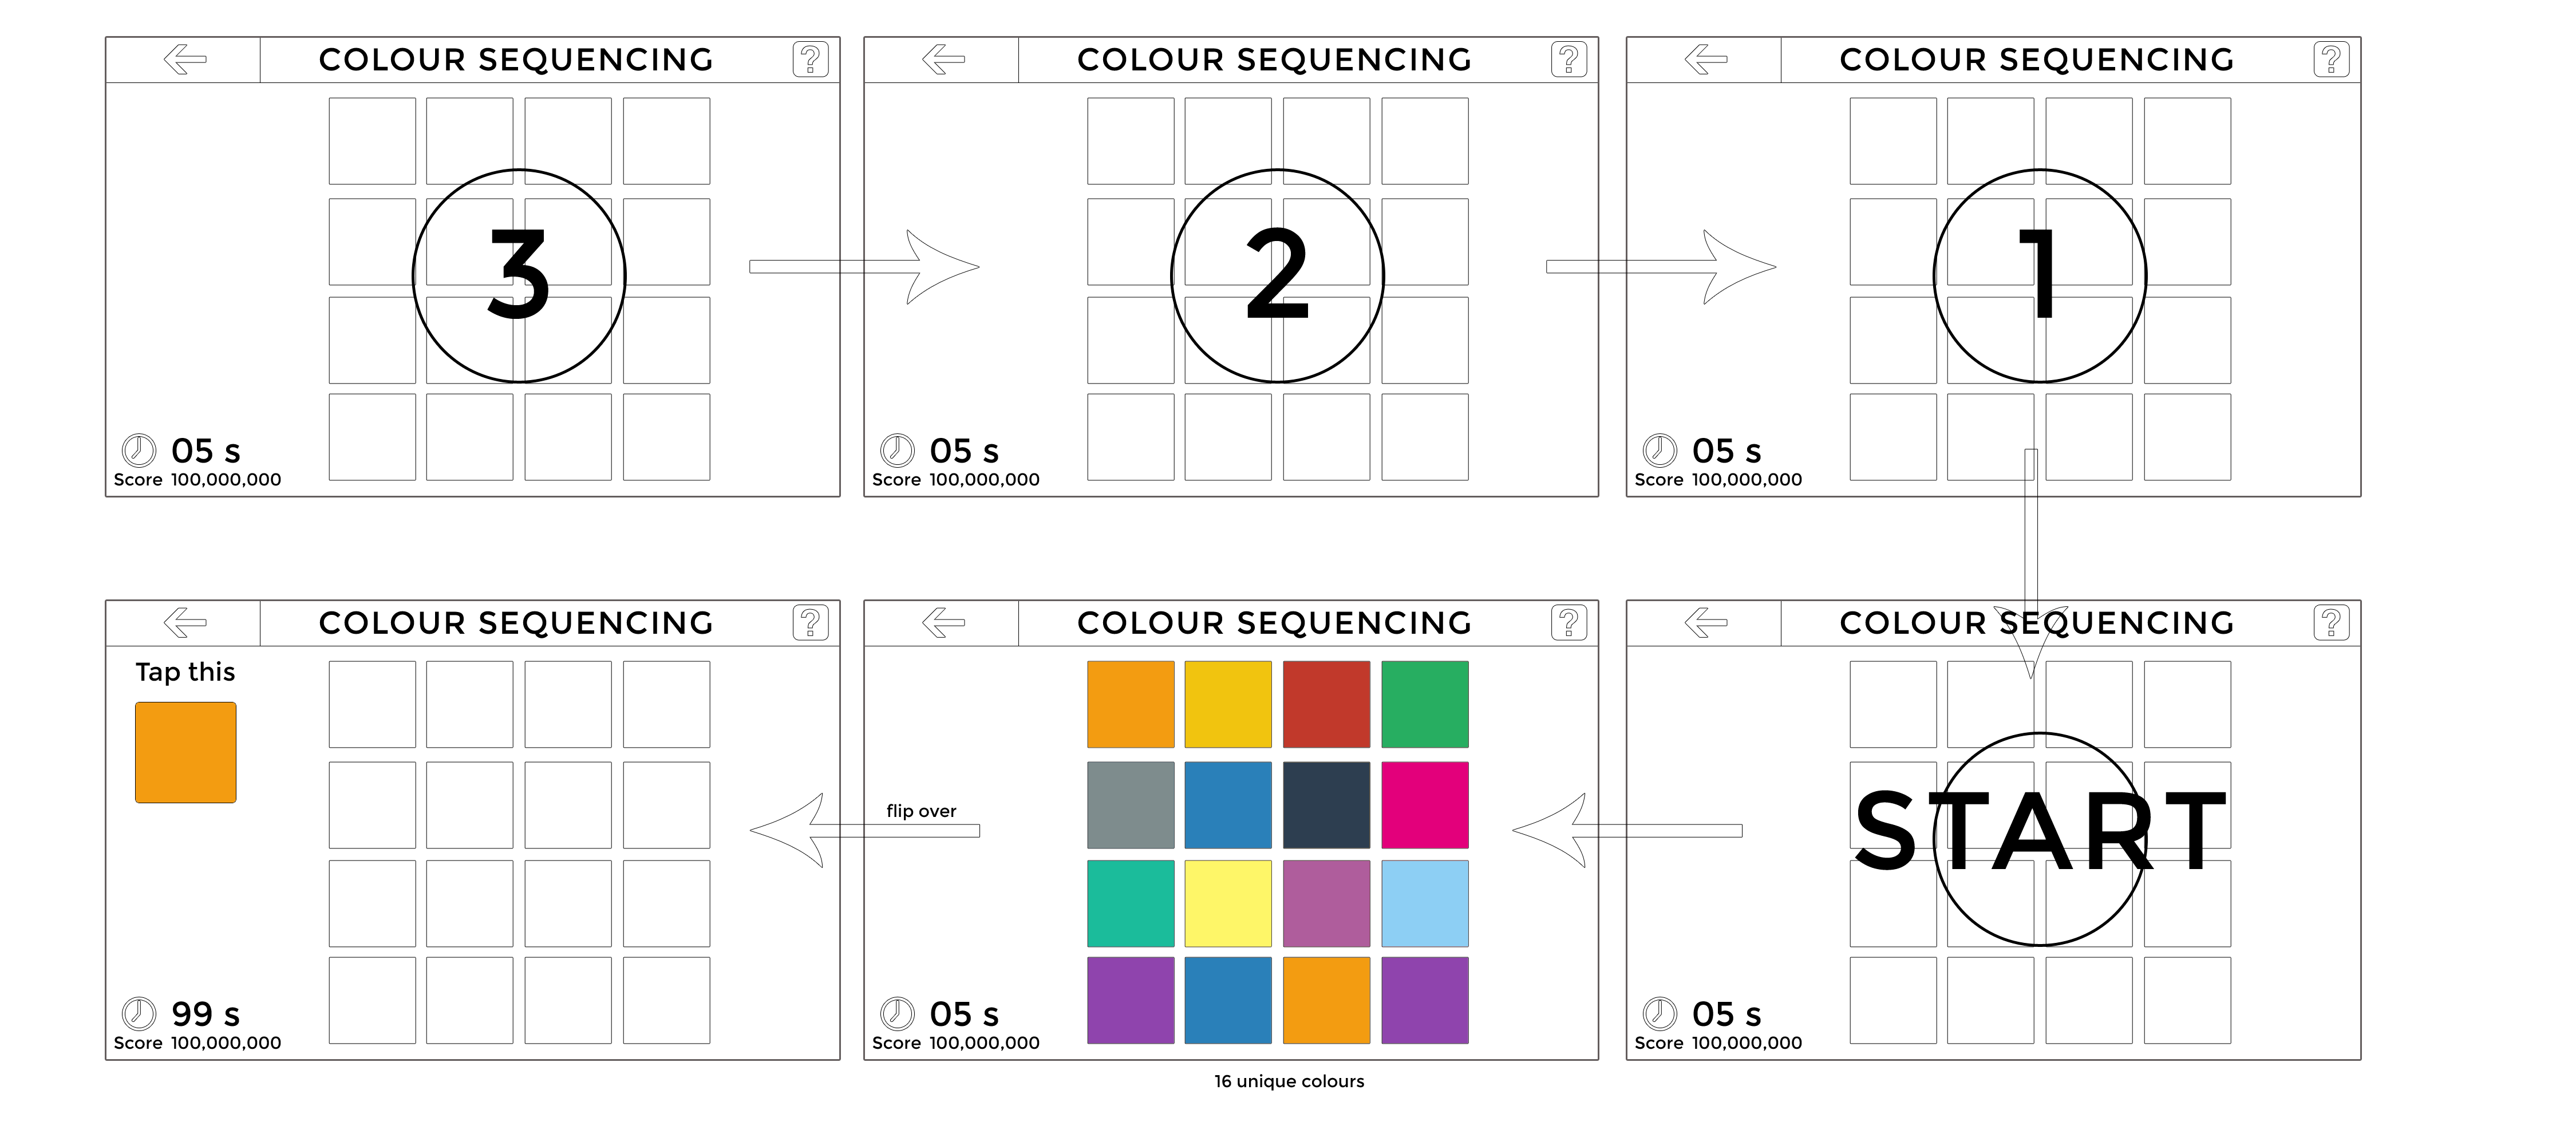 COLOUR SEQUENCING ?
3
05 s
Score 100,000,000
COLOUR SEQUENCING ?
2
05 s
Score 100,000,000
COLOUR SEQUENCING ?
1
05 s
Score 100,000,000
COLOUR SEQUENCING ?
START
05 s
Score 100,000,000
COLOUR SEQUENCING ?
05 s
Score 100,000,000
16 unique colours
flip over
COLOUR SEQUENCING ?
Tap this
99 s
Score 100,000,000